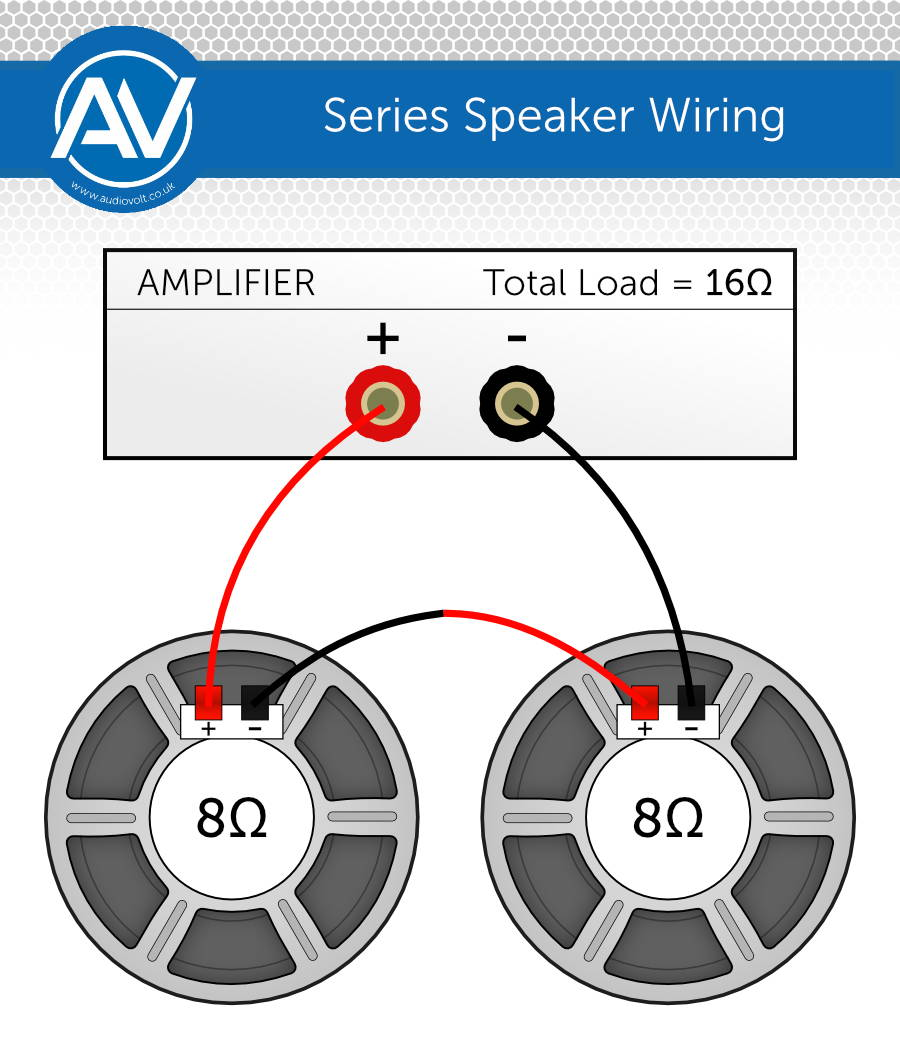 AV
Series Speaker Wiring
www.audiovolt.co.uk
AMPLIFIER Total Load = 16Ω
+ -
+ - + -
8Ω 8Ω